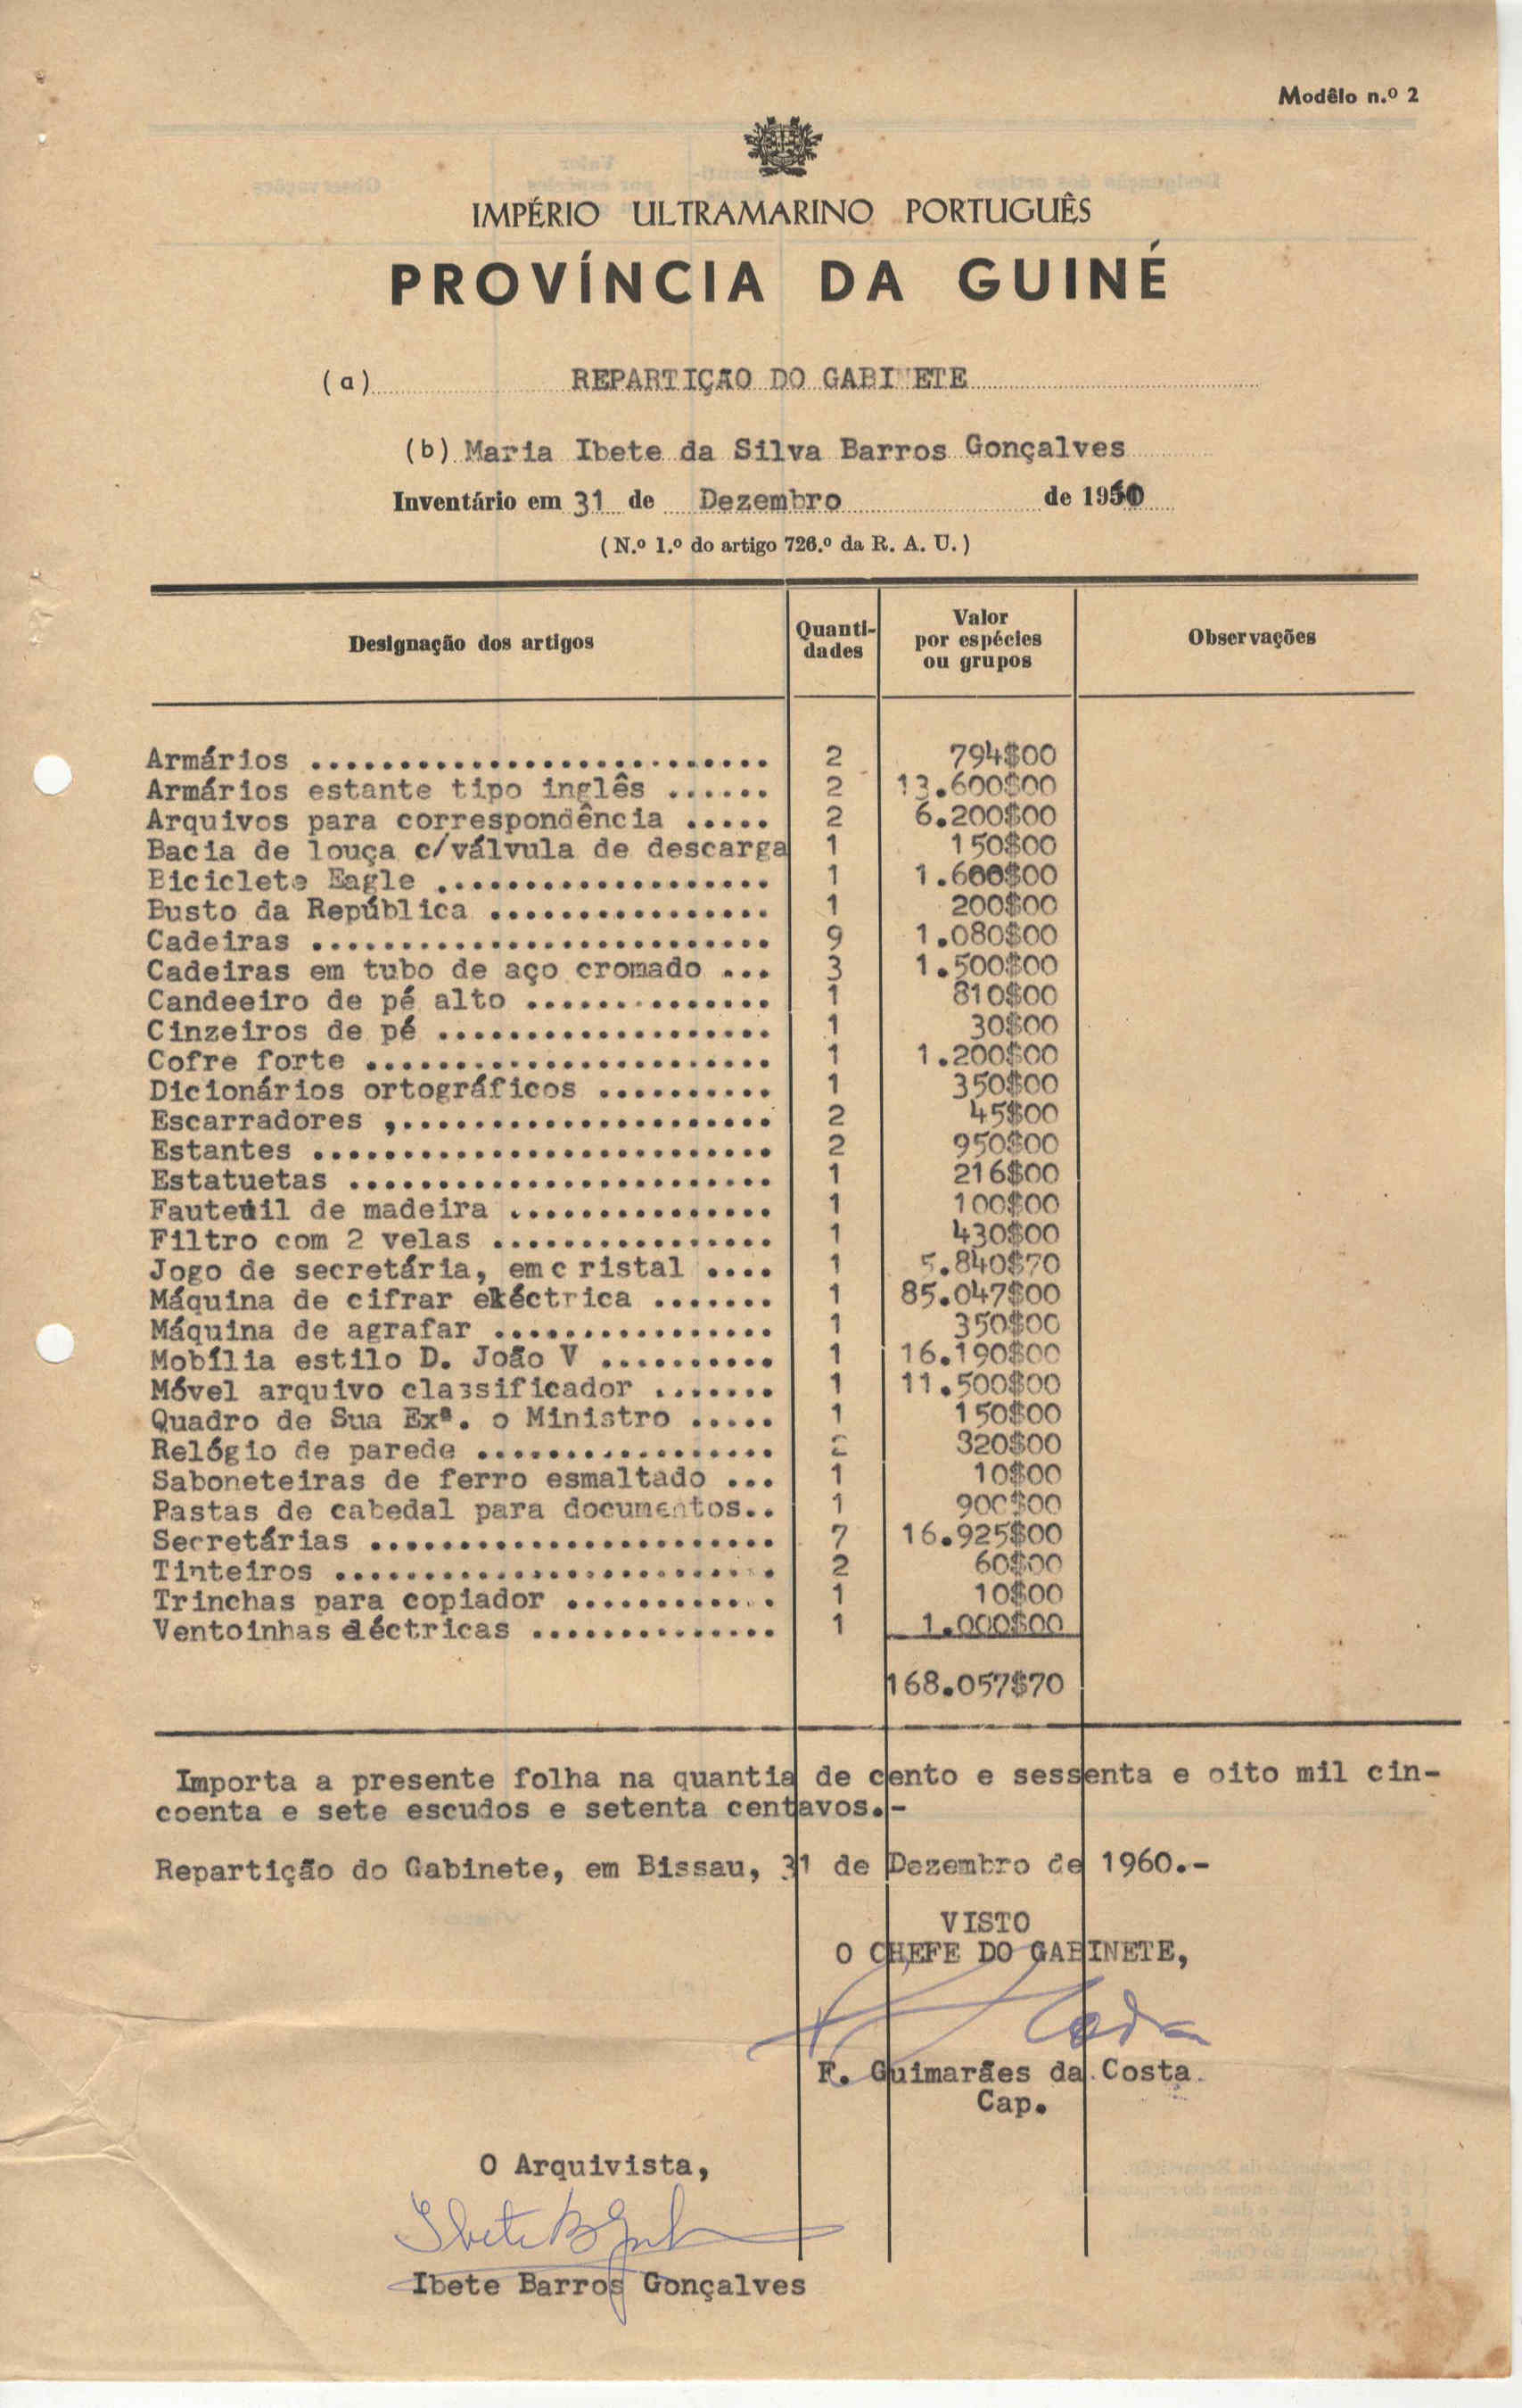 Modêlo n.º 2
IMPÉRIO ULTRAMARINO PORTUGUÊS
PROVÍNCIA DA GUINÉ
(a) REPARTIÇÃO DO GABI ETE
(b) Maria Ibete da Silva Barros Gonçalves
Inventário em 31 de Dezembro de 1960
(N.º 1.º do artigo 726.º da R. A. U.)
Designação dos artigos Quanti-dades Valor por espécies ou grupos Observações
Armários .......................... 2 794$00
Armários estante tipo inglês ...... 2 13.600$00
Arquivos para correspondência ..... 2 6.200$00
Bacia de louça c/válvula de descarga 1 150$00
Biciclete Eagle ................... 1 1.600$00
Busto da República ................ 1 200$00
Cadeiras .......................... 9 1.080$00
Cadeiras em tubo de aço cromado ... 3 1.500$00
Candeeiro de pé alto .............. 1 810$00
Cinzeiros de pé ................... 1 30$00
Cofre forte ....................... 1 1.200$00
Dicionários ortográficos .......... 1 350$00
Escarradores ,..................... 2 45$00
Estantes .......................... 2 950$00
Estatuetas ........................ 1 216$00
Fauteuil de madeira ............... 1 100$00
Filtro com 2 velas ................ 1 430$00
Jogo de secretária, emc ristal .... 1 5.840$70
Máquina de cifrar eléctrica ....... 1 85.047$00
Máquina de agrafar ................ 1 350$00
Mobília estilo D. João V .......... 1 16.190$00
Móvel arquivo classificador ....... 1 11.500$00
Quadro de Sua Exª. o Ministro ..... 1 150$00
Relógio de parede ................. 2 320$00
Saboneteiras de ferro esmaltado ... 1 10$00
Pastas de cabedal para documentos.. 1 900$00
Secretárias ....................... 7 16.925$00
Tinteiros ......................... 2 60$00
Trinchas para copiador ............ 1 10$00
Ventoinhas eléctricas .............. 1 1.000$00
168.057$70
Importa a presente folha na quantia de cento e sessenta e oito mil cin-
coenta e sete escudos e setenta centavos.-
Repartição do Gabinete, em Bissau, 31 de Dezembro de 1960.-
VISTO
O CHEFE DO GABINETE,
F. Guimarães da Costa
Cap.
O Arquivista,
Ibete Barros Gonçalves